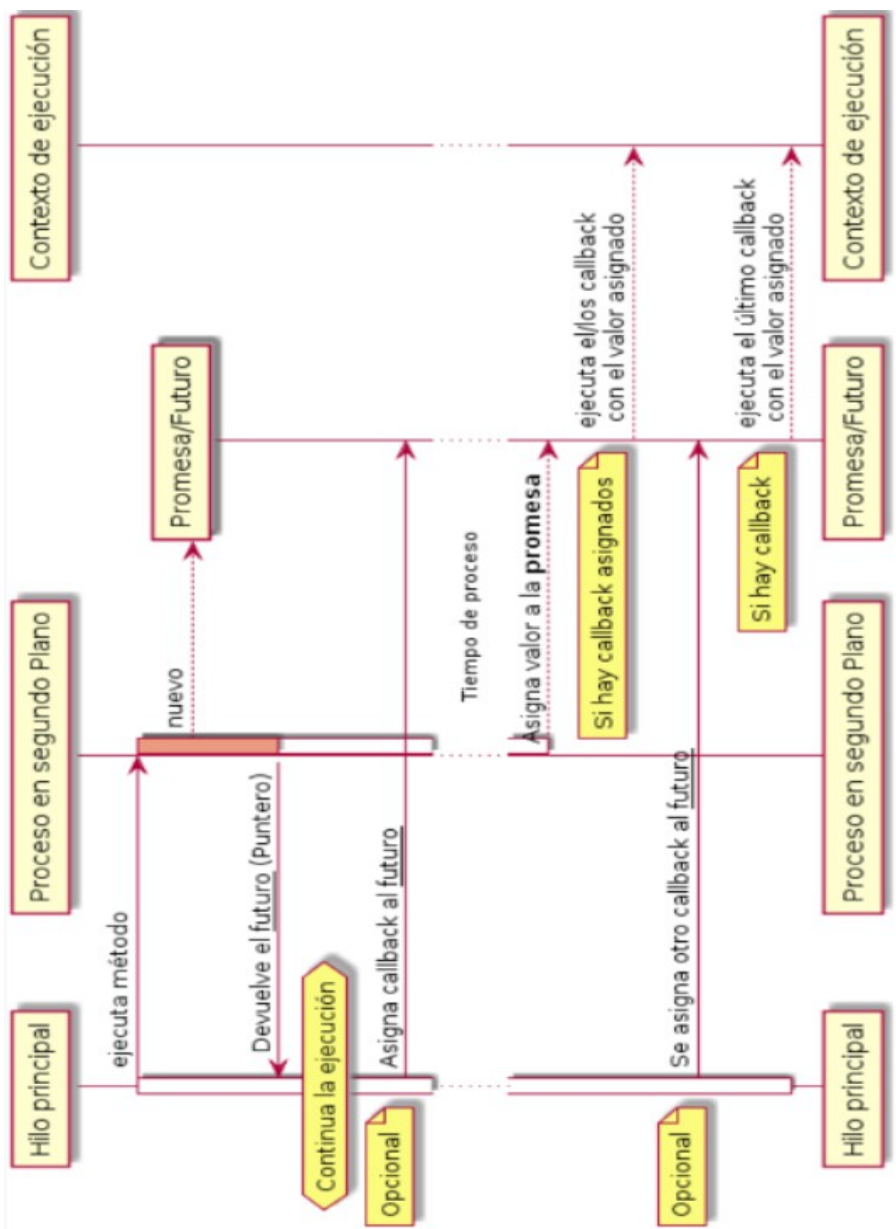 Hilo principal
Proceso en segundo Plano
Promesa/Futuro
Contexto de ejecución
ejecuta método
nuevo
Devuelve el futuro (Puntero)
Continua la ejecución
Opcional
Asigna callback al futuro
Tiempo de proceso
Asigna valor a la promesa
Si hay callback asignados
ejecuta el/los callback
con el valor asignado
Opcional
Se asigna otro callback al futuro
Si hay callback
ejecuta el último callback
con el valor asignado
Hilo principal
Proceso en segundo Plano
Promesa/Futuro
Contexto de ejecución